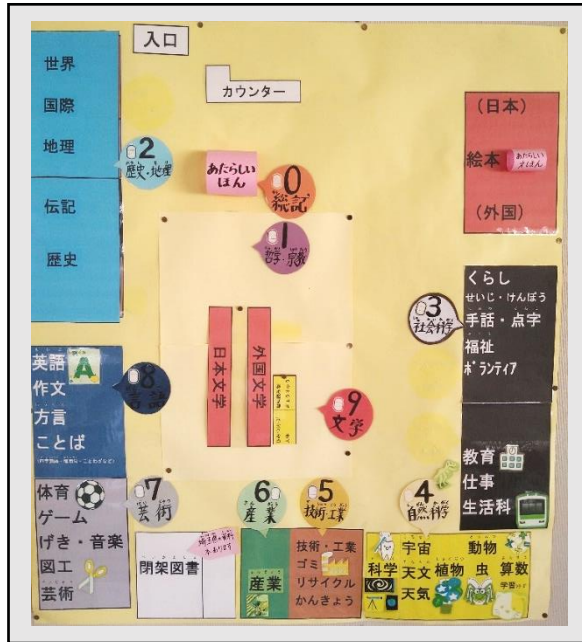 入口
カウンター
世界
国際
地理
伝記
歴史
2
歴史・地理
あたらしい
ほん
0
総記
1
哲学・宗教
(日本)
絵本
あたらしい
(外国)
くらし
せいじ・けんぽう
手話・点字
福祉
ボランティア
3
社会科学
教育
仕事
生活科
日本文学
外国文学
9
文学
英語
A
作文
方言
ことば
8
言語
体育
ゲーム
げき・音楽
図工
芸術
7
芸術
閉架図書
6
産業
産業
5
技術・工業
技術・工業
ゴミ
リサイクル
かんきょう
4
自然科学
宇宙
動物
科学
天文
植物
虫
算数
天気